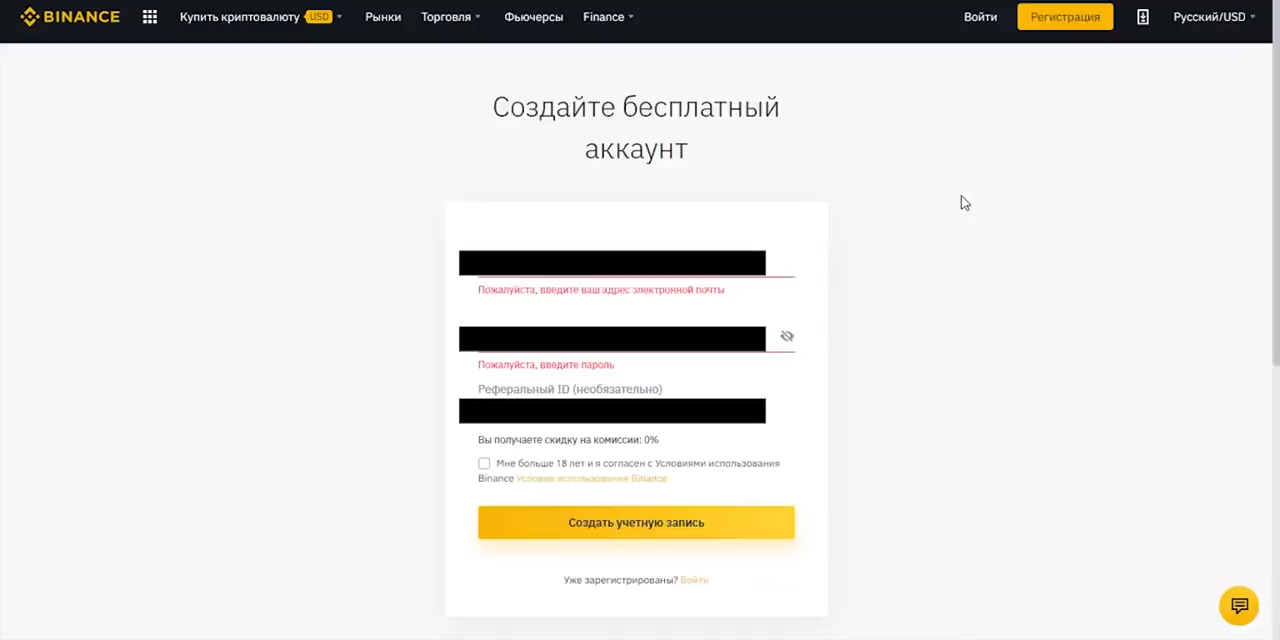 BINANCE Купить криптовалюту USD Рынки Торговля Фьючерсы Finance Войти Регистрация Русский/USD
Создайте бесплатный
аккаунт
Пожалуйста, введите ваш адрес электронной почты
Пожалуйста, введите пароль
Реферальный ID (необязательно)
Вы получаете скидку на комиссии: 0%
Мне больше 18 лет и я согласен с Условиями использования
Binance Условия использования Binance
Создать учетную запись
Уже зарегистрированы? Войти